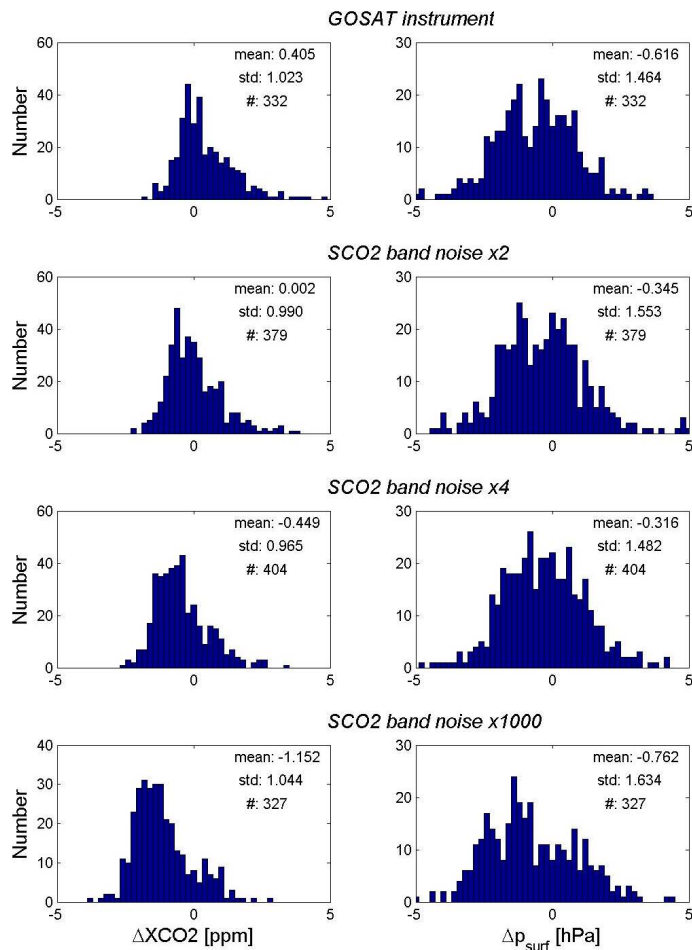 GOSAT instrument
60
40
20
0
Number
mean: 0.405
std: 1.023
#: 332
-5
0
5
30
20
10
0
mean: -0.616
std: 1.464
#: 332
-5
0
5
SCO2 band noise x2
60
40
20
0
Number
mean: 0.002
std: 0.990
#: 379
-5
0
5
30
20
10
0
mean: -0.345
std: 1.553
#: 379
-5
0
5
SCO2 band noise x4
60
40
20
0
Number
mean: -0.449
std: 0.965
#: 404
-5
0
5
30
20
10
0
mean: -0.316
std: 1.482
#: 404
-5
0
5
SCO2 band noise x1000
40
30
20
10
0
Number
mean: -1.152
std: 1.044
#: 327
-5
0
5
ΔXCO2 [ppm]
30
20
10
0
mean: -0.762
std: 1.634
#: 327
-5
0
5
Δp_surf [hPa]